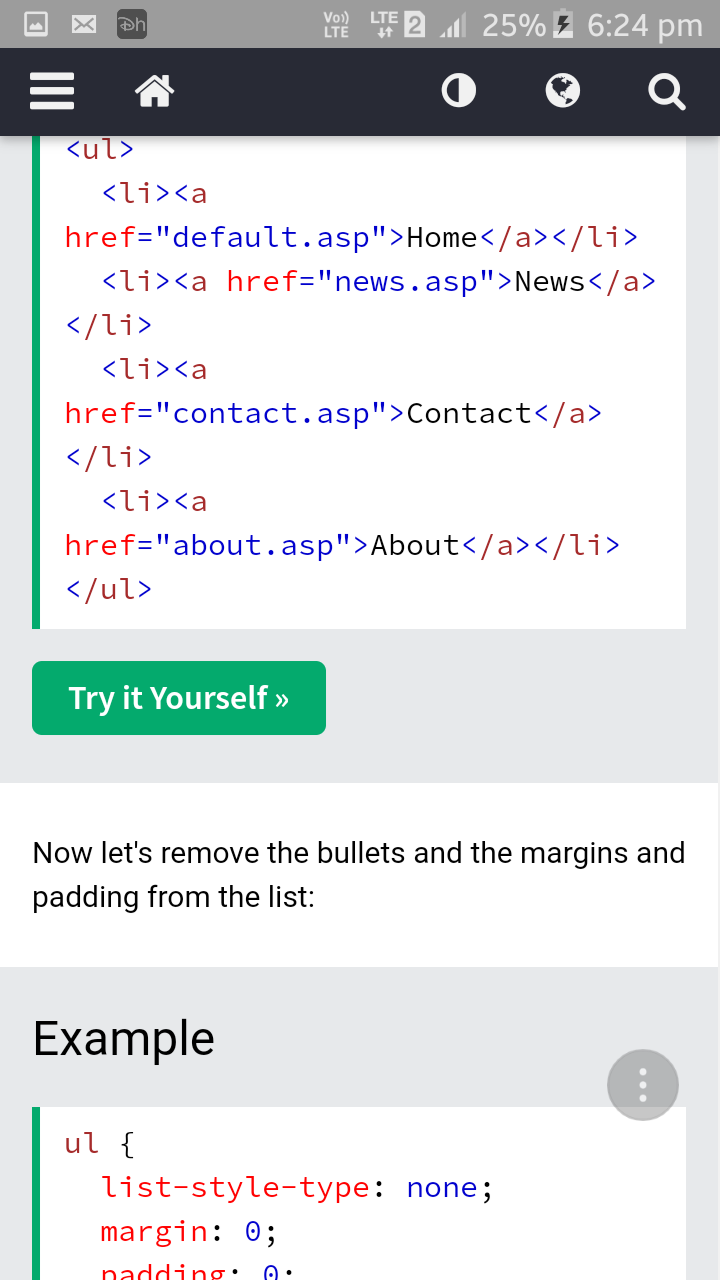 Dh
Vo)) LTE LTE 2 25% 6:24 pm
<ul>
<li><a
href="default.asp">Home</a></li>
<li><a href="news.asp">News</a>
</li>
<li><a
href="contact.asp">Contact</a>
</li>
<li><a
href="about.asp">About</a></li>
</ul>
Try it Yourself »
Now let's remove the bullets and the margins and
padding from the list:
Example
ul {
list-style-type: none;
margin: 0;
padding: 0;